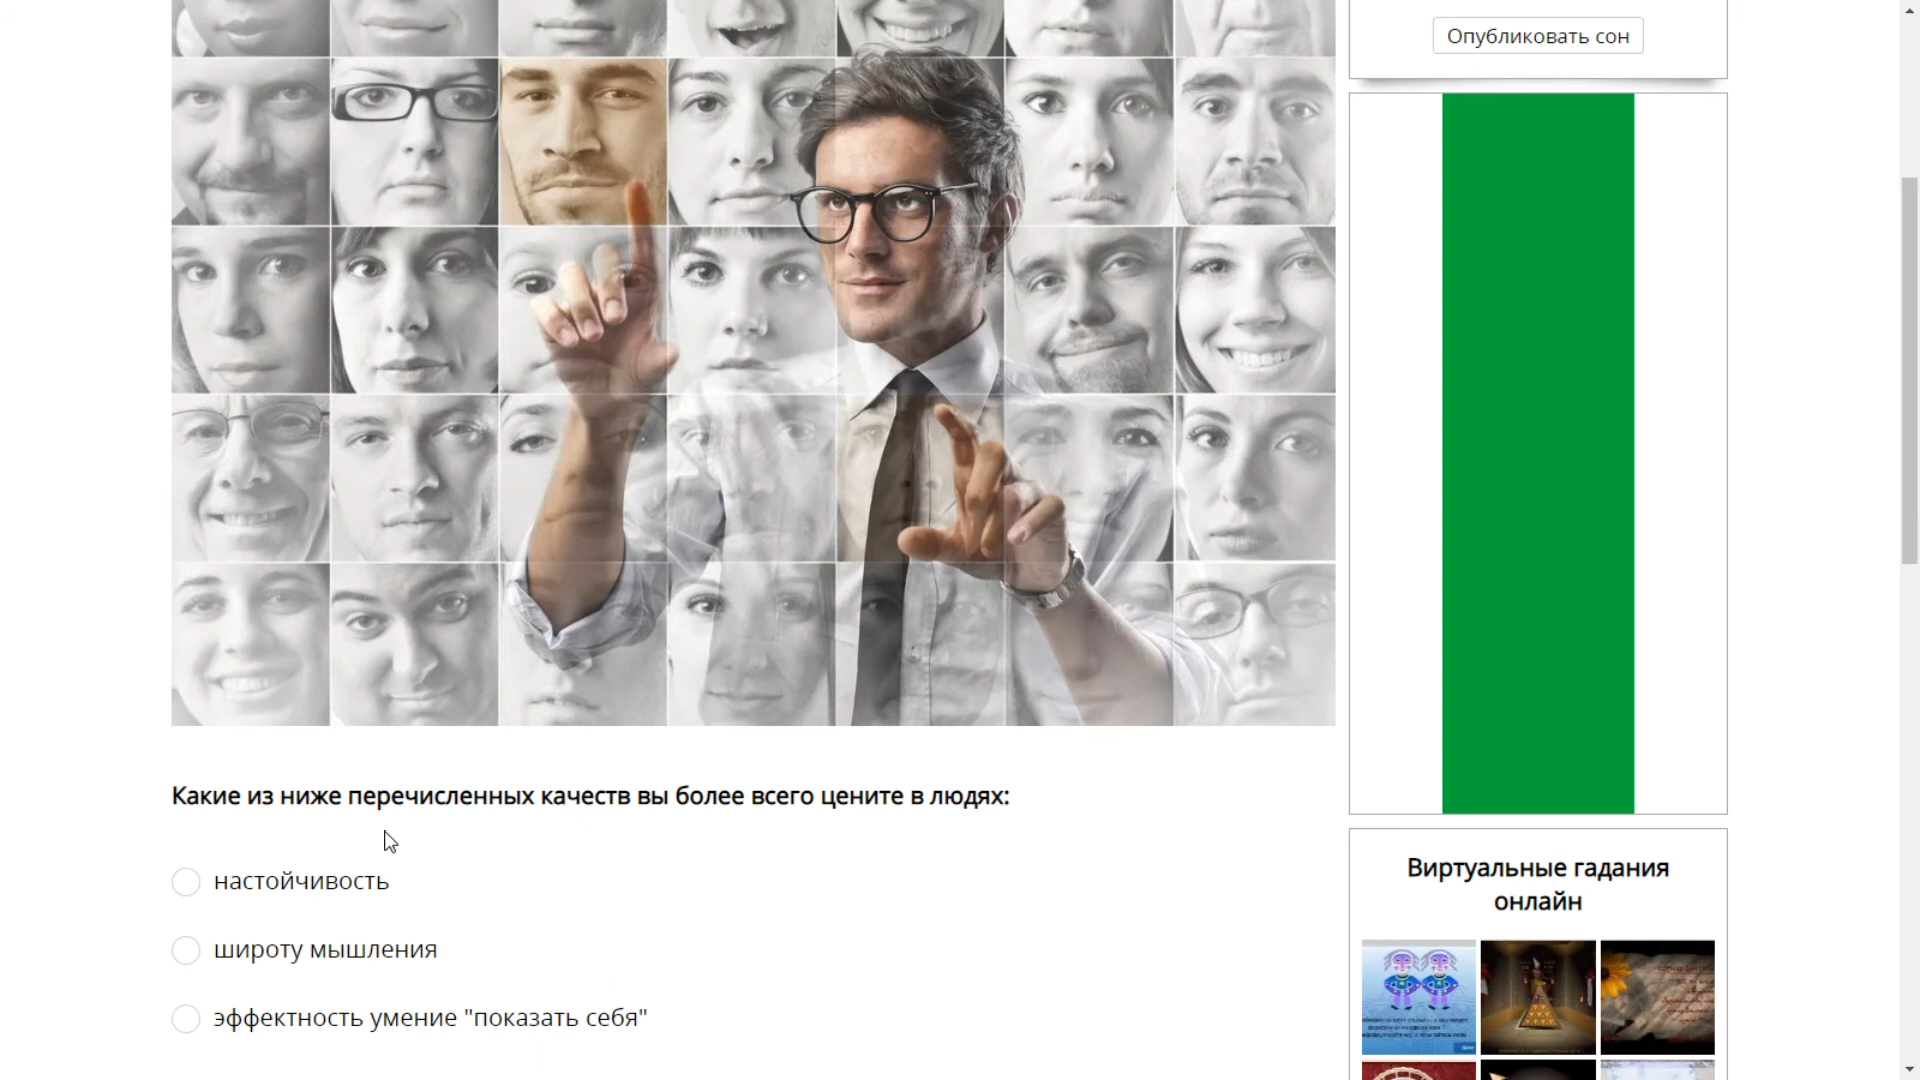 Опубликовать сон
Какие из ниже перечисленных качеств вы более всего цените в людях:
настойчивость
широту мышления
эффектность умение "показать себя"
Виртуальные гадания
онлайн